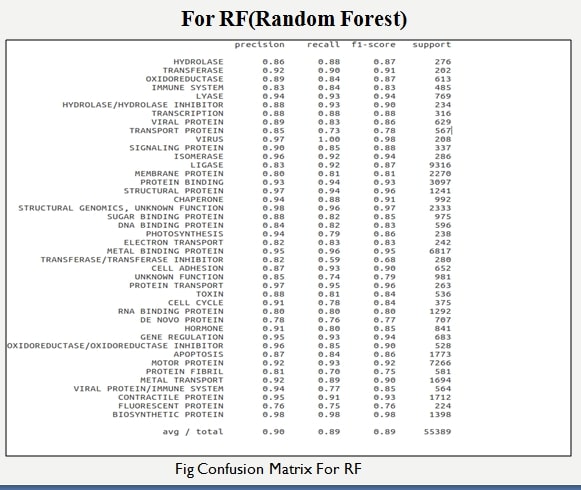 For RF(Random Forest)
precision recall f1-score support
HYDROLASE 0.86 0.88 0.87 276
TRANSFERASE 0.92 0.90 0.91 202
OXIDOREDUCTASE 0.89 0.84 0.87 613
IMMUNE SYSTEM 0.83 0.84 0.83 485
LYASE 0.94 0.93 0.94 769
HYDROLASE/HYDROLASE INHIBITOR 0.88 0.93 0.90 234
TRANSCRIPTION 0.88 0.88 0.88 316
VIRAL PROTEIN 0.89 0.83 0.86 629
TRANSPORT PROTEIN 0.85 0.73 0.78 567
VIRUS 0.97 1.00 0.98 208
SIGNALING PROTEIN 0.90 0.85 0.88 337
ISOMERASE 0.96 0.92 0.94 286
LIGASE 0.83 0.92 0.87 9316
MEMBRANE PROTEIN 0.80 0.81 0.81 2270
PROTEIN BINDING 0.93 0.94 0.93 3097
STRUCTURAL PROTEIN 0.97 0.94 0.96 1241
CHAPERONE 0.94 0.88 0.91 992
STRUCTURAL GENOMICS, UNKNOWN FUNCTION 0.98 0.96 0.97 2333
SUGAR BINDING PROTEIN 0.88 0.82 0.85 975
DNA BINDING PROTEIN 0.84 0.82 0.83 596
PHOTOSYNTHESIS 0.94 0.79 0.86 238
ELECTRON TRANSPORT 0.82 0.83 0.83 242
METAL BINDING PROTEIN 0.95 0.96 0.95 6817
TRANSFERASE/TRANSFERASE INHIBITOR 0.82 0.59 0.68 280
CELL ADHESION 0.87 0.93 0.90 652
UNKNOWN FUNCTION 0.85 0.74 0.79 981
PROTEIN TRANSPORT 0.97 0.95 0.96 263
TOXIN 0.88 0.81 0.84 536
CELL CYCLE 0.91 0.78 0.84 375
RNA BINDING PROTEIN 0.80 0.80 0.80 1292
DE NOVO PROTEIN 0.78 0.76 0.77 707
HORMONE 0.91 0.80 0.85 841
GENE REGULATION 0.95 0.93 0.94 683
OXIDOREDUCTASE/OXIDOREDUCTASE INHIBITOR 0.96 0.85 0.90 528
APOPTOSIS 0.87 0.84 0.86 1773
MOTOR PROTEIN 0.92 0.93 0.92 7266
PROTEIN FIBRIL 0.81 0.70 0.75 581
METAL TRANSPORT 0.92 0.89 0.90 1694
VIRAL PROTEIN/IMMUNE SYSTEM 0.94 0.77 0.85 564
CONTRACTILE PROTEIN 0.95 0.91 0.93 1712
FLUORESCENT PROTEIN 0.76 0.75 0.76 224
BIOSYNTHETIC PROTEIN 0.98 0.98 0.98 1398
avg / total 0.90 0.89 0.89 55389
Fig Confusion Matrix For RF